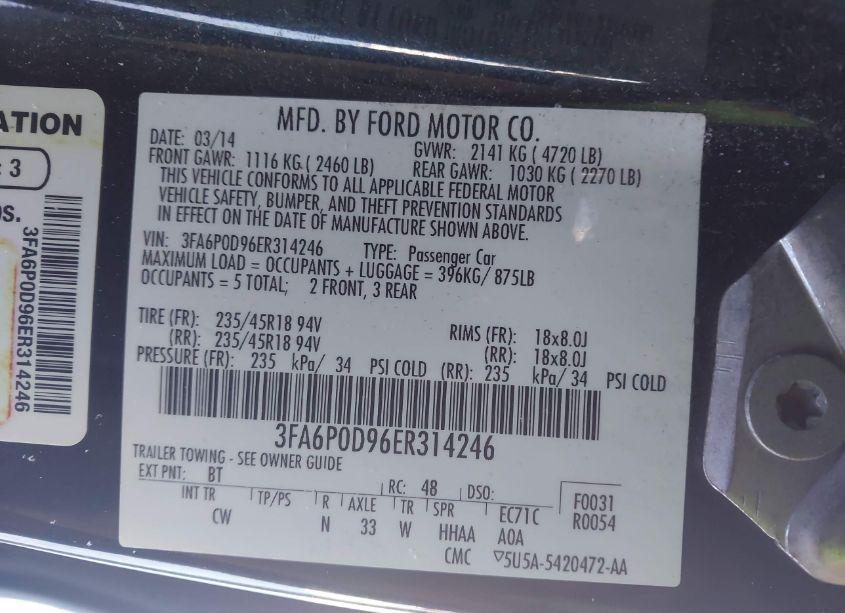 ATION
: 3
os.
3FA6P0D96ER314246
MFD. BY FORD MOTOR CO.
DATE: 03/14 GVWR: 2141 KG ( 4720 LB)
FRONT GAWR: 1116 KG ( 2460 LB) REAR GAWR: 1030 KG ( 2270 LB)
THIS VEHICLE CONFORMS TO ALL APPLICABLE FEDERAL MOTOR
VEHICLE SAFETY, BUMPER, AND THEFT PREVENTION STANDARDS
IN EFFECT ON THE DATE OF MANUFACTURE SHOWN ABOVE.
VIN: 3FA6P0D96ER314246 TYPE: Passenger Car
MAXIMUM LOAD = OCCUPANTS + LUGGAGE = 396KG/ 875LB
OCCUPANTS = 5 TOTAL; 2 FRONT, 3 REAR
TIRE (FR): 235/45R18 94V RIMS (FR): 18x8.0J
(RR): 235/45R18 94V (RR): 18x8.0J
PRESSURE (FR): 235 kPa/ 34 PSI COLD (RR): 235 kPa/ 34 PSI COLD
3FA6P0D96ER314246
TRAILER TOWING - SEE OWNER GUIDE
EXT PNT: BT RC: 48 DSO: F0031
INT TR TP/PS R AXLE TR SPR EC71C R0054
CW N 33 W HHAA A0A
CMC ▽5U5A-5420472-AA